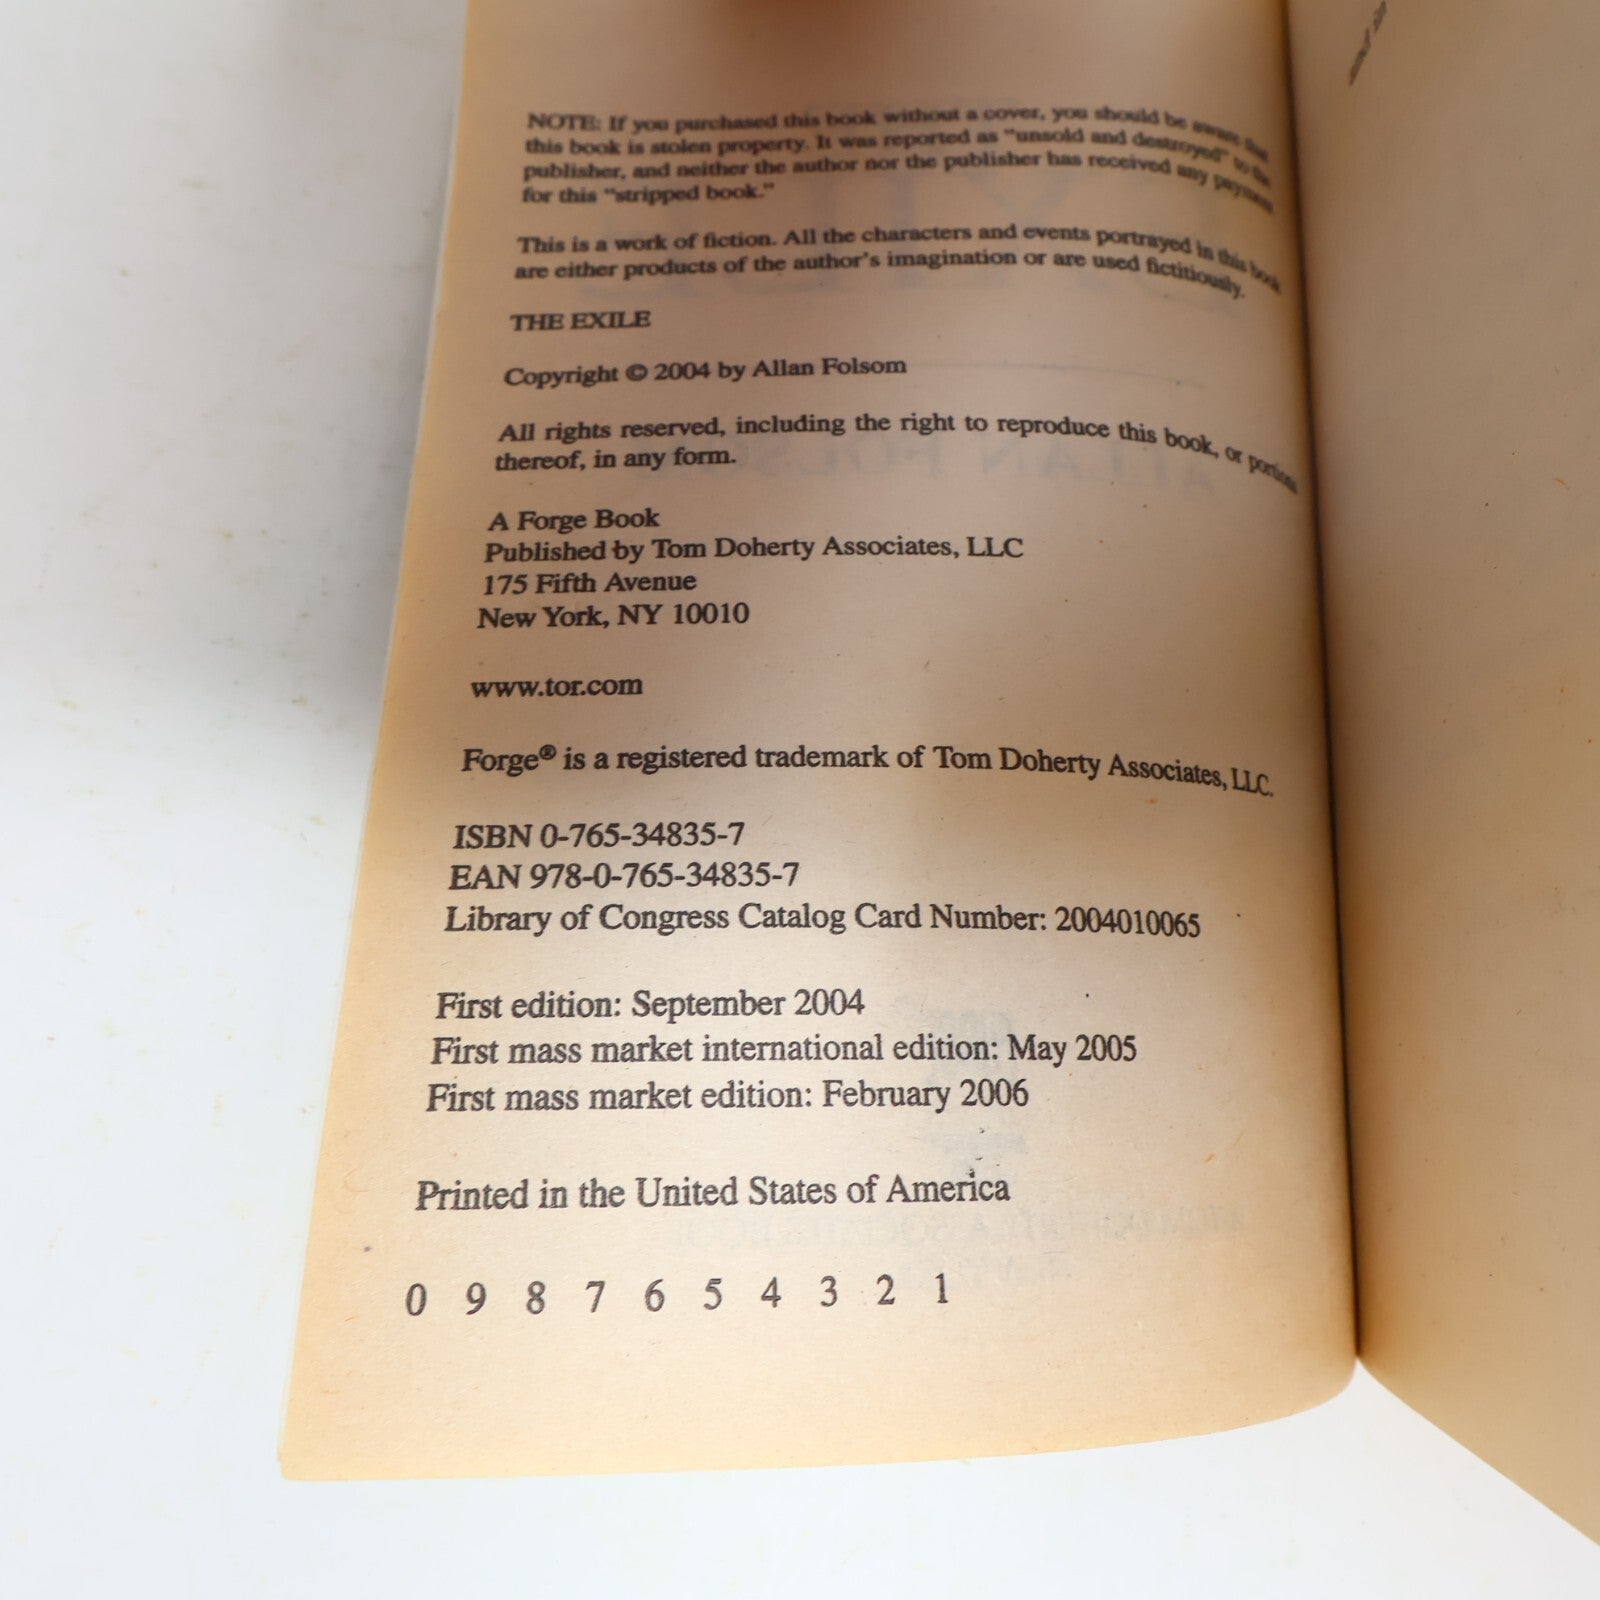 NOTE: If you purchased this book without a cover, you should be aware that
this book is stolen property. It was reported as "unsold and destroyed" to the
publisher, and neither the author nor the publisher has received any payment
for this "stripped book."
This is a work of fiction. All the characters and events portrayed in this book
are either products of the author's imagination or are used fictitiously.
THE EXILE
Copyright © 2004 by Allan Folsom
All rights reserved, including the right to reproduce this book, or portions
thereof, in any form.
A Forge Book
Published by Tom Doherty Associates, LLC
175 Fifth Avenue
New York, NY 10010
www.tor.com
Forge® is a registered trademark of Tom Doherty Associates, LLC.
ISBN 0-765-34835-7
EAN 978-0-765-34835-7
Library of Congress Catalog Card Number: 2004010065
First edition: September 2004
First mass market international edition: May 2005
First mass market edition: February 2006
Printed in the United States of America
0 9 8 7 6 5 4 3 2 1